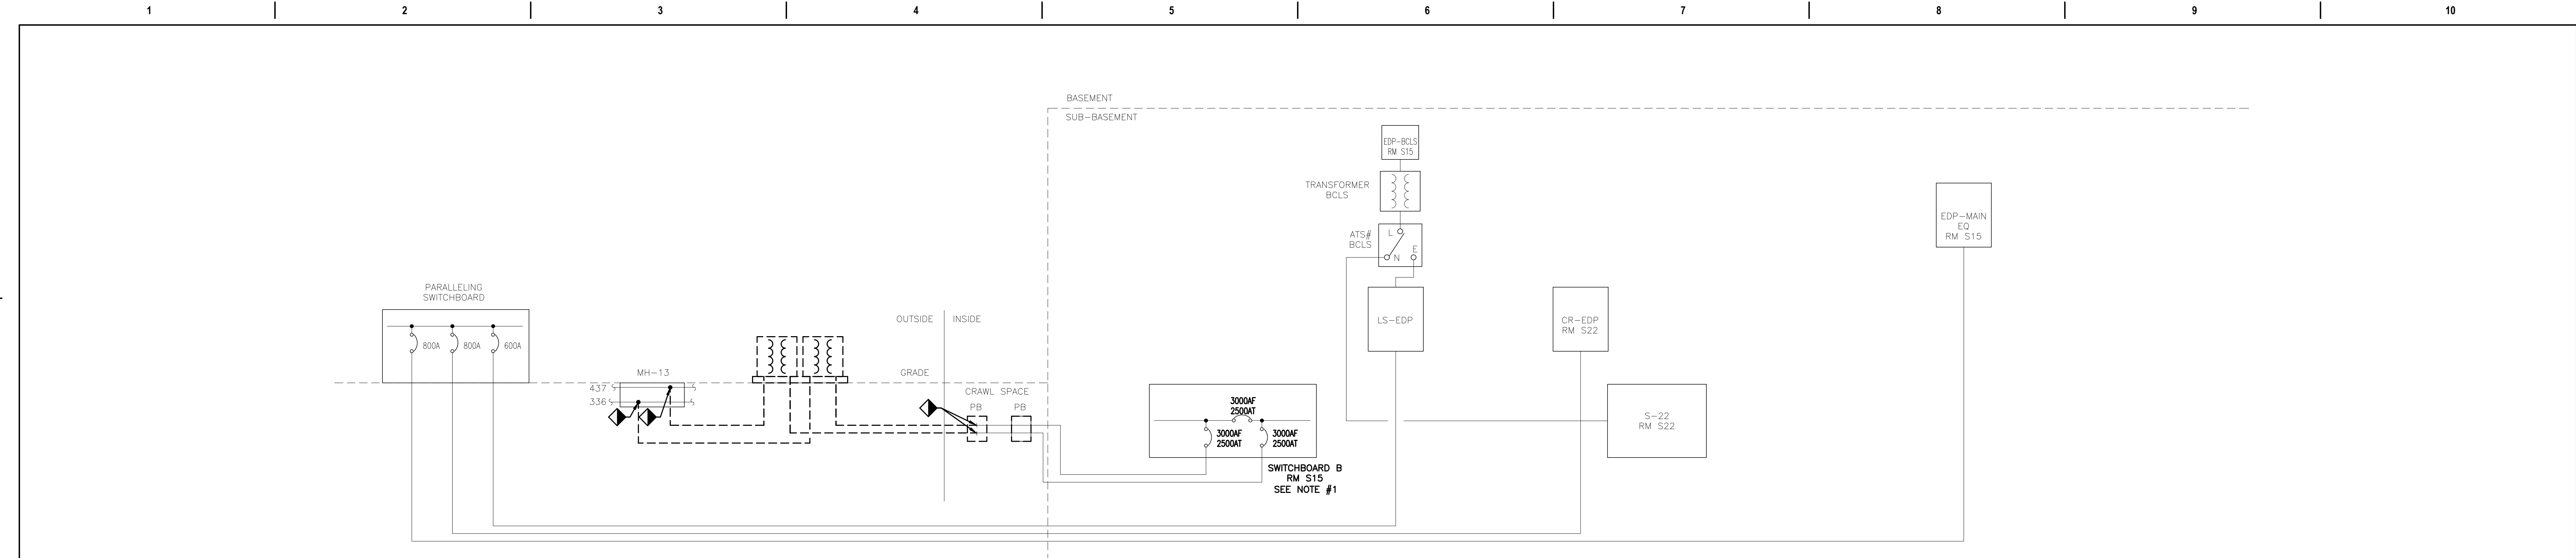 1
2
3
4
5
6
7
8
9
10
BASEMENT
SUB-BASEMENT
EDP-BCLS
RM S15
TRANSFORMER
BCLS
ATS#
BCLS
L
N
E
EDP-MAIN
EQ
RM S15
PARALLELING
SWITCHBOARD
800A
800A
600A
OUTSIDE
INSIDE
LS-EDP
CR-EDP
RM S22
MH-13
437
336
GRADE
CRAWL SPACE
PB
PB
3000AF
2500AT
3000AF
2500AT
3000AF
2500AT
S-22
RM S22
SWITCHBOARD B
RM S15
SEE NOTE #1